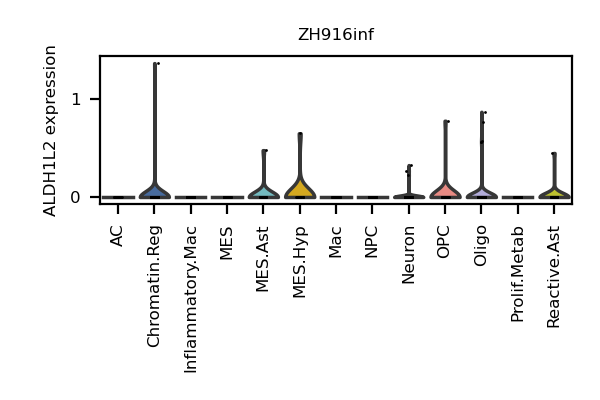 ZH916inf
ALDH1L2 expression
1
0
AC
Chromatin.Reg
Inflammatory.Mac
MES
MES.Ast
MES.Hyp
Mac
NPC
Neuron
OPC
Oligo
Prolif.Metab
Reactive.Ast